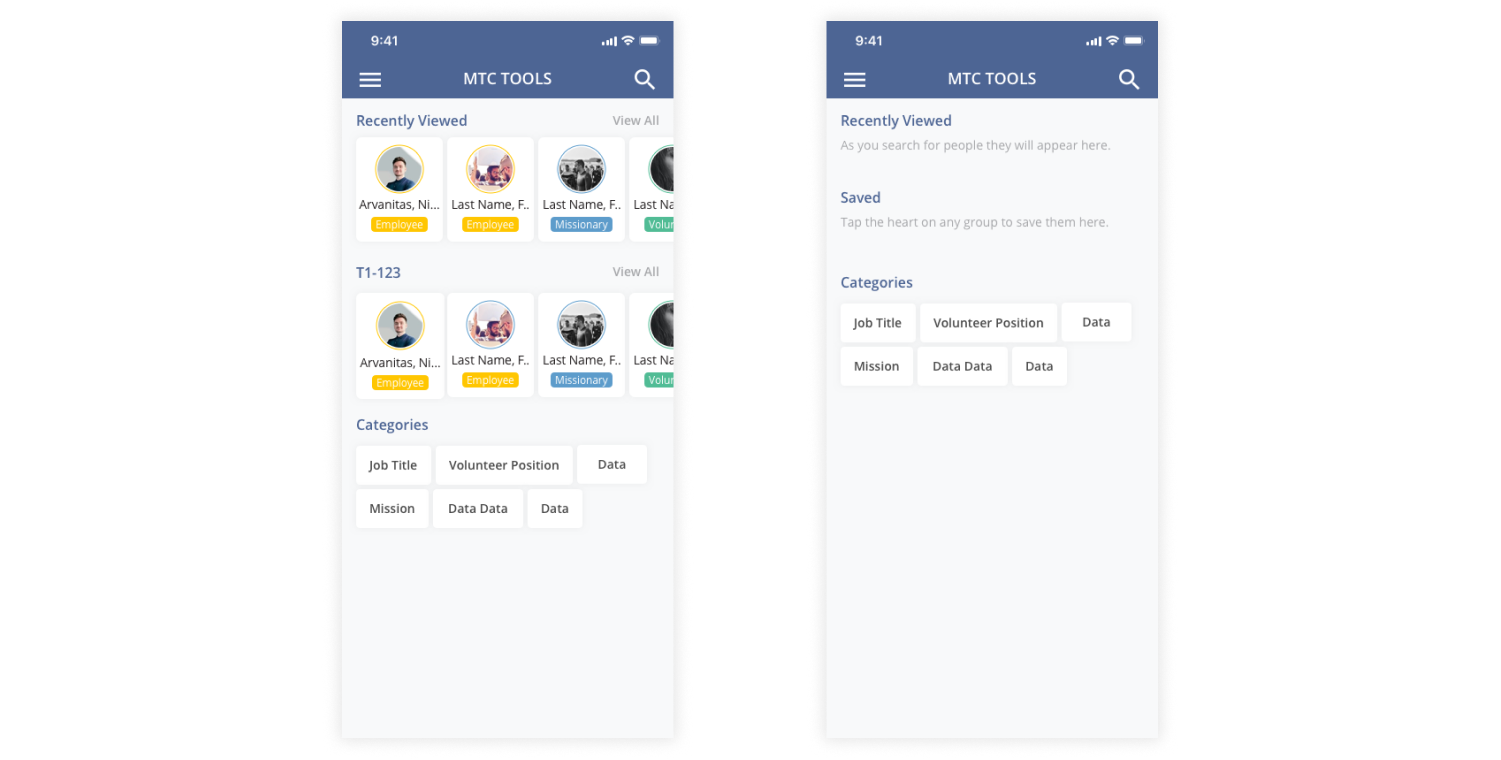 9:41
MTC TOOLS
Recently Viewed View All
Arvanitas, Ni... Last Name, F.. Last Name, F.. Last Na
Employee Employee Missionary Volun
T1-123 View All
Arvanitas, Ni... Last Name, F.. Last Name, F.. Last Na
Employee Employee Missionary Volun
Categories
Job Title Volunteer Position Data
Mission Data Data Data
9:41
MTC TOOLS
Recently Viewed
As you search for people they will appear here.
Saved
Tap the heart on any group to save them here.
Categories
Job Title Volunteer Position Data
Mission Data Data Data